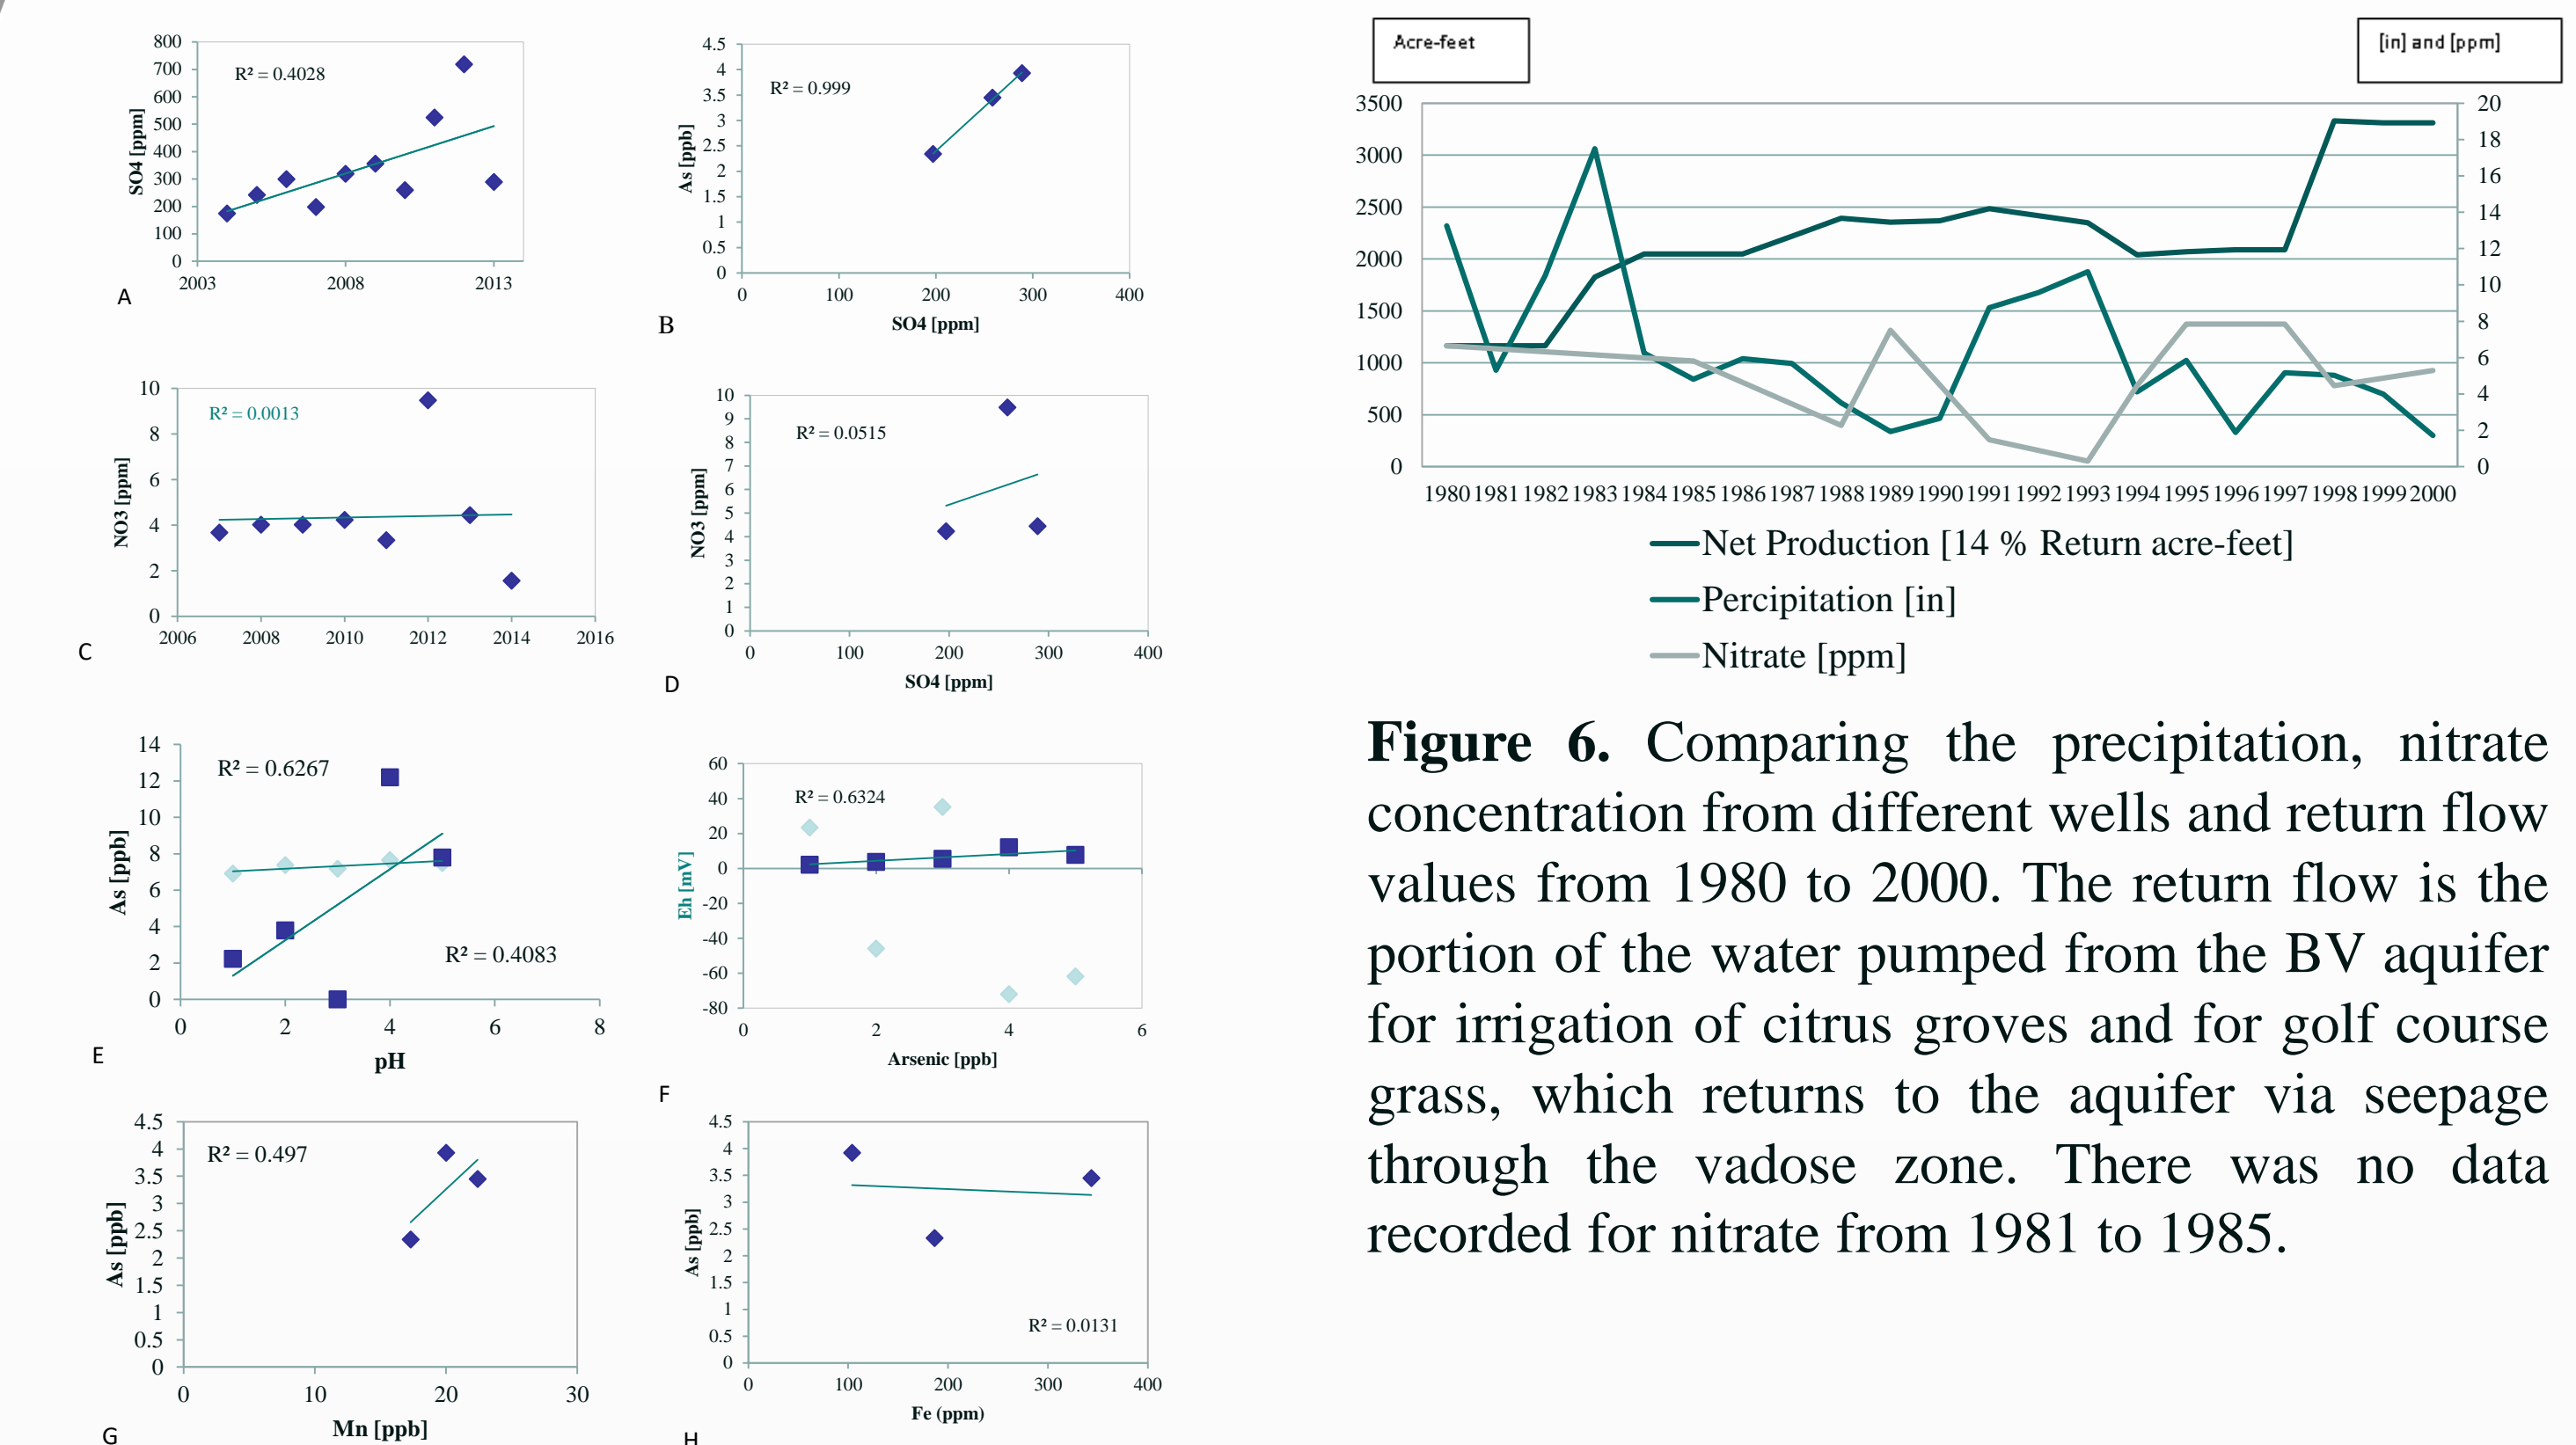 800
700
600
500
400
300
200
100
0
SO4 [ppm]
R² = 0.4028
2003 2008 2013
A
4.5
4
3.5
3
2.5
2
1.5
1
0.5
0
As [ppb]
R² = 0.999
0 100 200 300 400
SO4 [ppm]
B
10
8
6
4
2
0
NO3 [ppm]
R² = 0.0013
2006 2008 2010 2012 2014 2016
C
10
9
8
7
6
5
4
3
2
1
0
NO3 [ppm]
R² = 0.0515
0 100 200 300 400
SO4 [ppm]
D
14
12
10
8
6
4
2
0
As [ppb]
R² = 0.6267
R² = 0.4083
0 2 4 6 8
pH
E
60
40
20
0
-20
-40
-60
-80
Eh [mV]
R² = 0.6324
0 2 4 6
Arsenic [ppb]
F
4.5
4
3.5
3
2.5
2
1.5
1
0.5
0
As [ppb]
R² = 0.497
0 10 20 30
Mn [ppb]
G
4.5
4
3.5
3
2.5
2
1.5
1
0.5
0
As [ppb]
R² = 0.0131
0 100 200 300 400
Fe (ppm)
H
Acre-feet
[in] and [ppm]
3500
3000
2500
2000
1500
1000
500
0
20
18
16
14
12
10
8
6
4
2
0
1980 1981 1982 1983 1984 1985 1986 1987 1988 1989 1990 1991 1992 1993 1994 1995 1996 1997 1998 1999 2000
Net Production [14 % Return acre-feet]
Percipitation [in]
Nitrate [ppm]
Figure 6. Comparing the precipitation, nitrate
concentration from different wells and return flow
values from 1980 to 2000. The return flow is the
portion of the water pumped from the BV aquifer
for irrigation of citrus groves and for golf course
grass, which returns to the aquifer via seepage
through the vadose zone. There was no data
recorded for nitrate from 1981 to 1985.